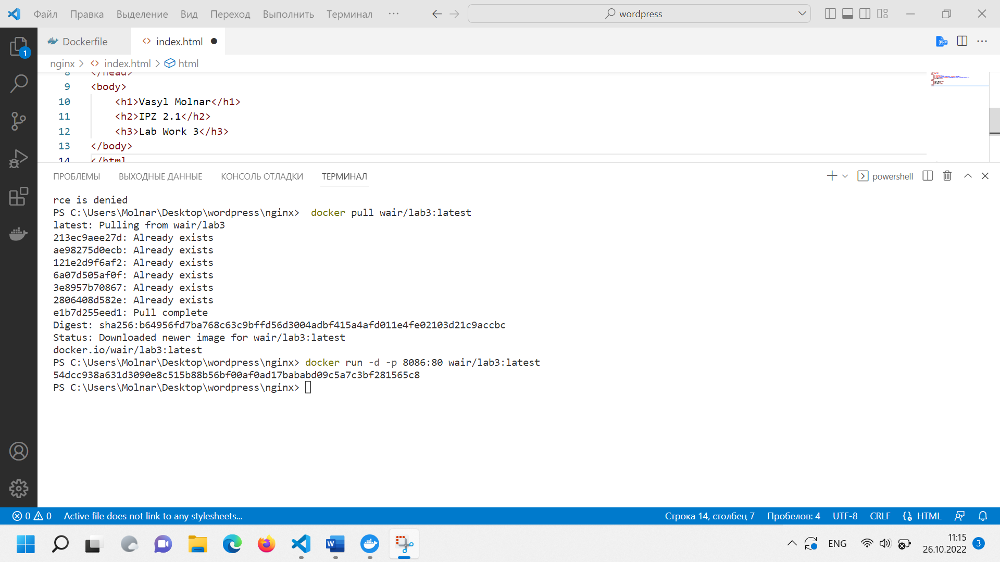 Файл Правка Выделение Вид Переход Выполнить Терминал ··· wordpress
1
Dockerfile index.html
PHP
nginx > index.html > html
8 </head>
9 <body>
10 <h1>Vasyl Molnar</h1>
11 <h2>IPZ 2.1</h2>
12 <h3>Lab Work 3</h3>
13 </body>
14 </html
ПРОБЛЕМЫ ВЫХОДНЫЕ ДАННЫЕ КОНСОЛЬ ОТЛАДКИ ТЕРМИНАЛ powershell
rce is denied
PS C:\Users\Molnar\Desktop\wordpress\nginx>  docker pull wair/lab3:latest
latest: Pulling from wair/lab3
213ec9aee27d: Already exists
ae98275d0ecb: Already exists
121e2d9f6af2: Already exists
6a07d505af0f: Already exists
3e8957b70867: Already exists
2806408d582e: Already exists
e1b7d255eed1: Pull complete
Digest: sha256:b64956fd7ba768c63c9bffd56d3004adbf415a4afd011e4fe02103d21c9accbc
Status: Downloaded newer image for wair/lab3:latest
docker.io/wair/lab3:latest
PS C:\Users\Molnar\Desktop\wordpress\nginx> docker run -d -p 8086:80 wair/lab3:latest
54dcc938a631d3090e8c515b88b56bf00af0ad17bababd09c5a7c3bf281565c8
PS C:\Users\Molnar\Desktop\wordpress\nginx>
0 0 Active file does not link to any stylesheets... Строка 14, столбец 7 Пробелов: 4 UTF-8 CRLF HTML
W ENG 11:15 3
26.10.2022